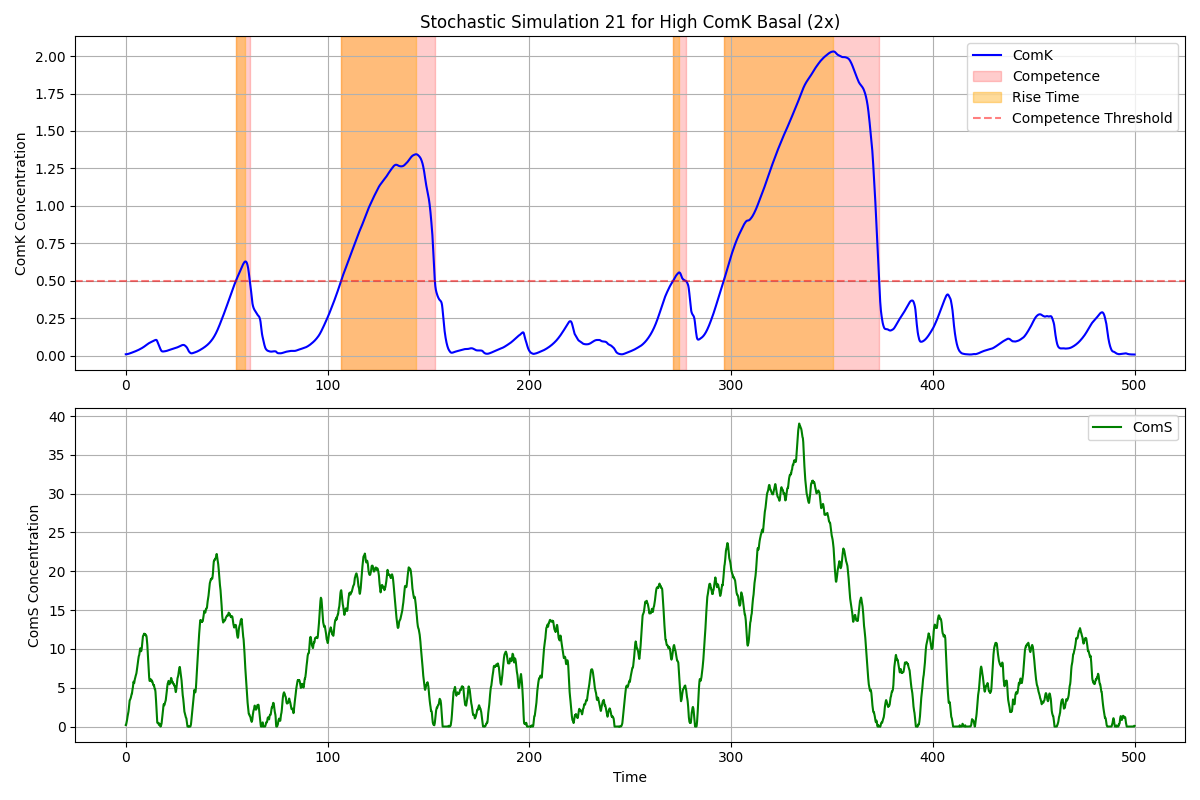 Stochastic Simulation 21 for High ComK Basal (2x)
ComK Concentration
2.00
1.75
1.50
1.25
1.00
0.75
0.50
0.25
0.00
ComK
Competence
Rise Time
Competence Threshold
0 100 200 300 400 500
ComS Concentration
40
35
30
25
20
15
10
5
0
ComS
0 100 200 300 400 500
Time